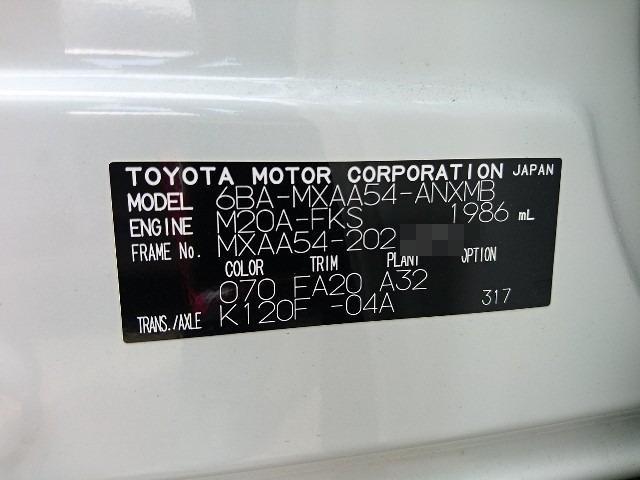 TOYOTA MOTOR CORPORATION JAPAN
MODEL 6BA-MXAA54-ANXMB
ENGINE M20A-FKS 1986 mL
FRAME No. MXAA54-202
COLOR TRIM PLANT OPTION
070 FA20 A32
TRANS./AXLE K120F -04A 317